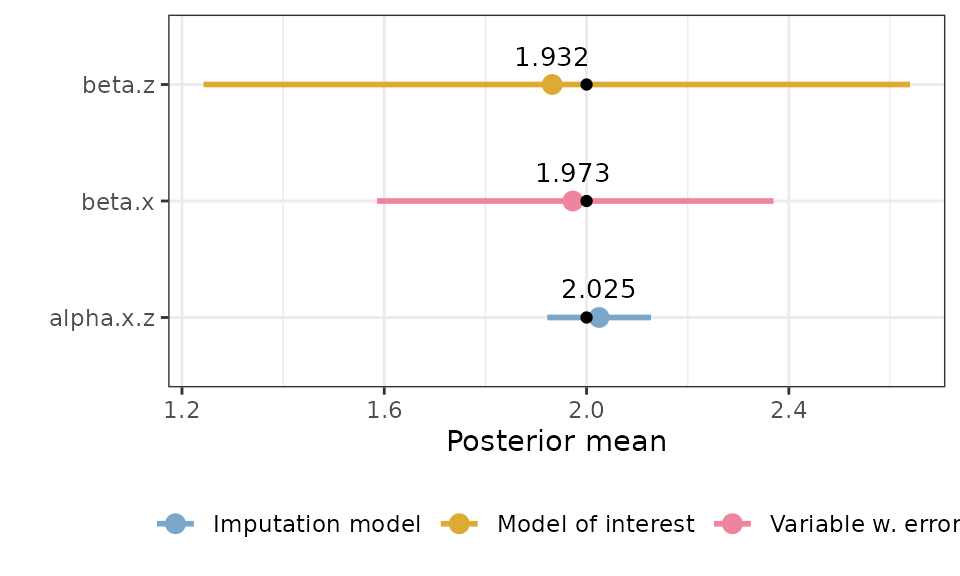 1.932
beta.z
1.973
beta.x
2.025
alpha.x.z
1.2 1.6 2.0 2.4
Posterior mean
Imputation model Model of interest Variable w. error